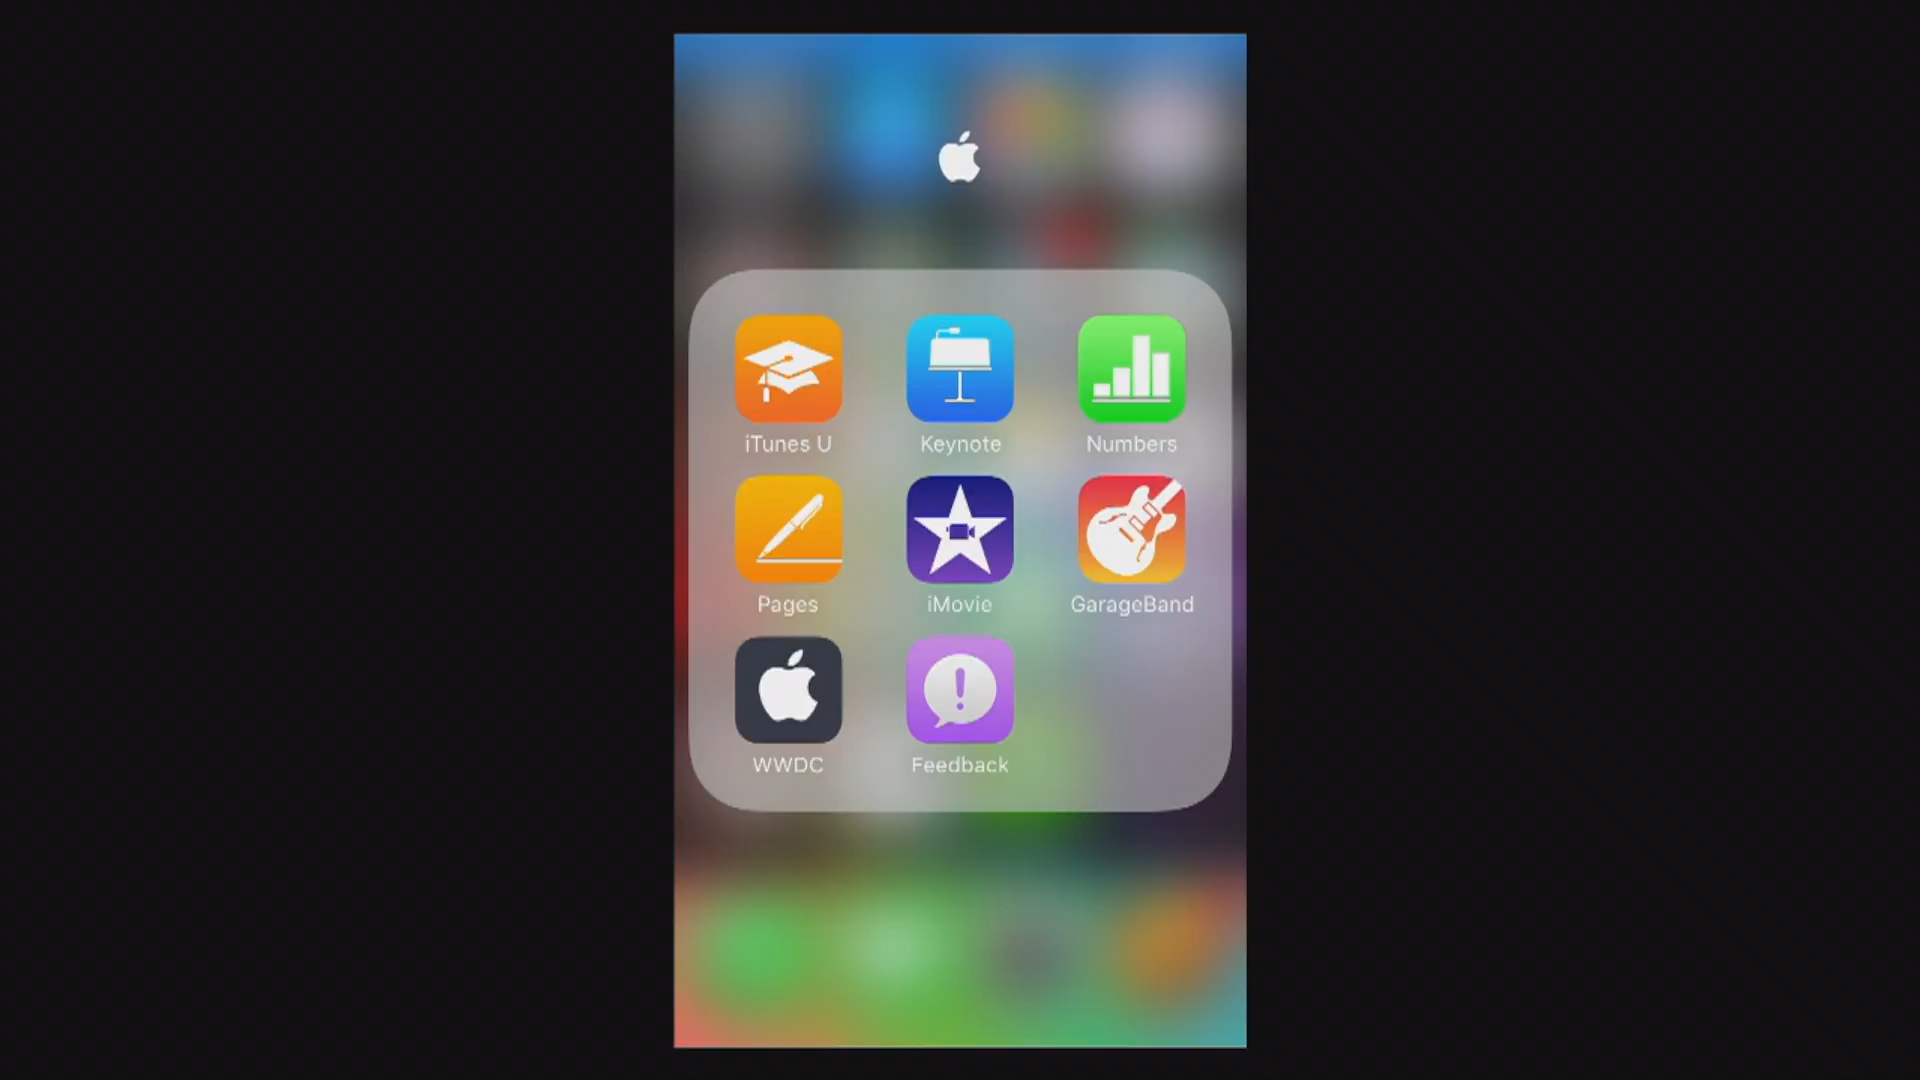 iTunes U
Keynote
Numbers
Pages
iMovie
GarageBand
WWDC
Feedback